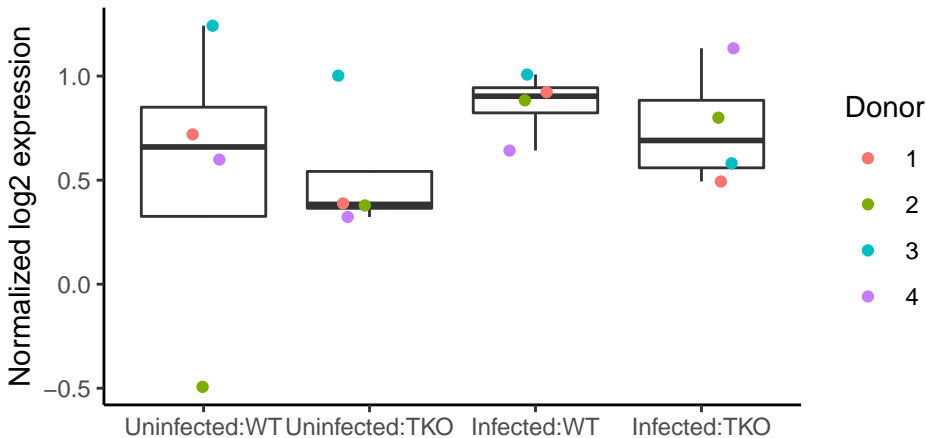 Normalized log2 expression
1.0
0.5
0.0
−0.5
Uninfected:WT
Uninfected:TKO
Infected:WT
Infected:TKO
Donor
1
2
3
4